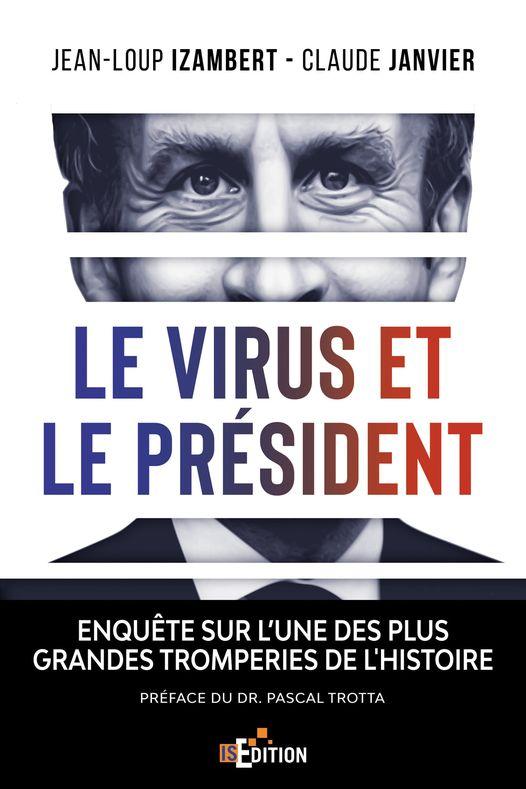 JEAN-LOUP IZAMBERT - CLAUDE JANVIER
LE VIRUS ET
LE PRÉSIDENT
ENQUÊTE SUR L'UNE DES PLUS
GRANDES TROMPERIES DE L'HISTOIRE
PRÉFACE DU DR. PASCAL TROTTA
ISEDITION